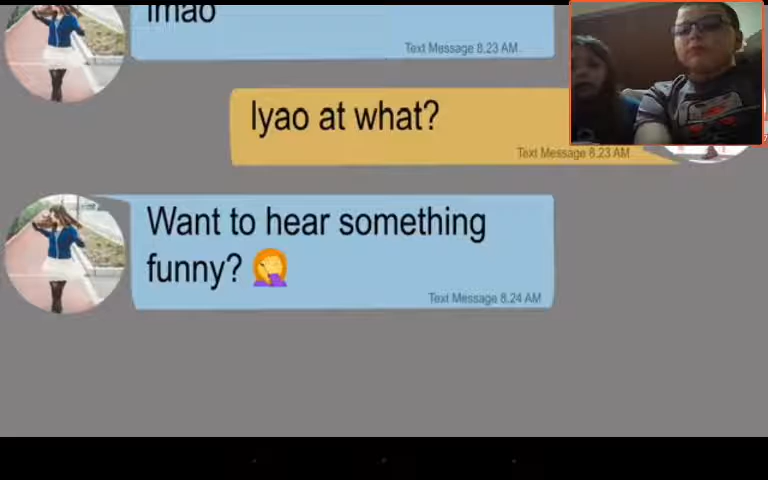 lmao
Text Message 8.23 AM
lyao at what?
Text Message 8.23 AM
Want to hear something
funny? 🤦
Text Message 8.24 AM